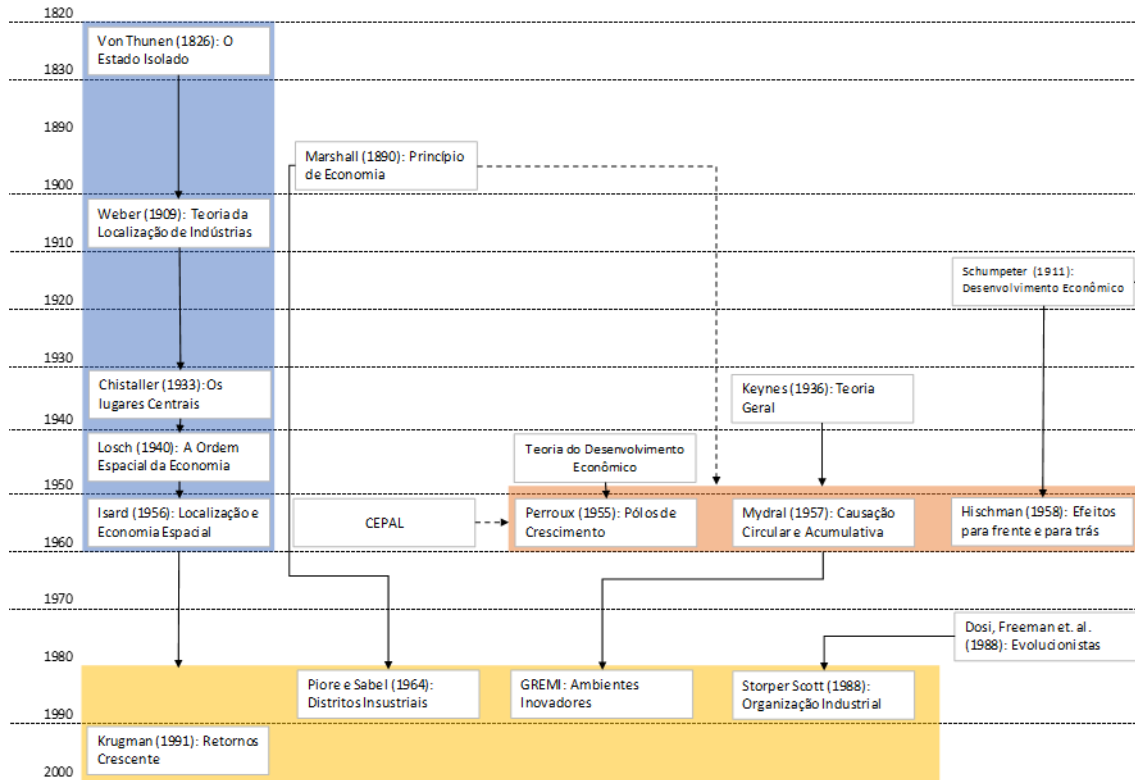 1820
Von Thunen (1826): O
Estado Isolado
1830
1890
Marshall (1890): Princípio
de Economia
1900
Weber (1909): Teoria da
Localização de Indústrias
1910
Schumpeter (1911):
Desenvolvimento Econômico
1920
1930
Chistaller (1933): Os
lugares Centrais
Keynes (1936): Teoria
Geral
1940
Losch (1940): A Ordem
Espacial da Economia
Teoria do Desenvolvimento
Econômico
1950
Isard (1956): Localização e
Economia Espacial
CEPAL
Perroux (1955): Pólos de
Crescimento
Mydral (1957): Causação
Circular e Acumulativa
Hischman (1958): Efeitos
para frente e para trás
1960
1970
Dosi, Freeman et. al.
(1988): Evolucionistas
1980
Piore e Sabel (1964):
Distritos Insustriais
GREMI: Ambientes
Inovadores
Storper Scott (1988):
Organização Industrial
1990
Krugman (1991): Retornos
Crescente
2000